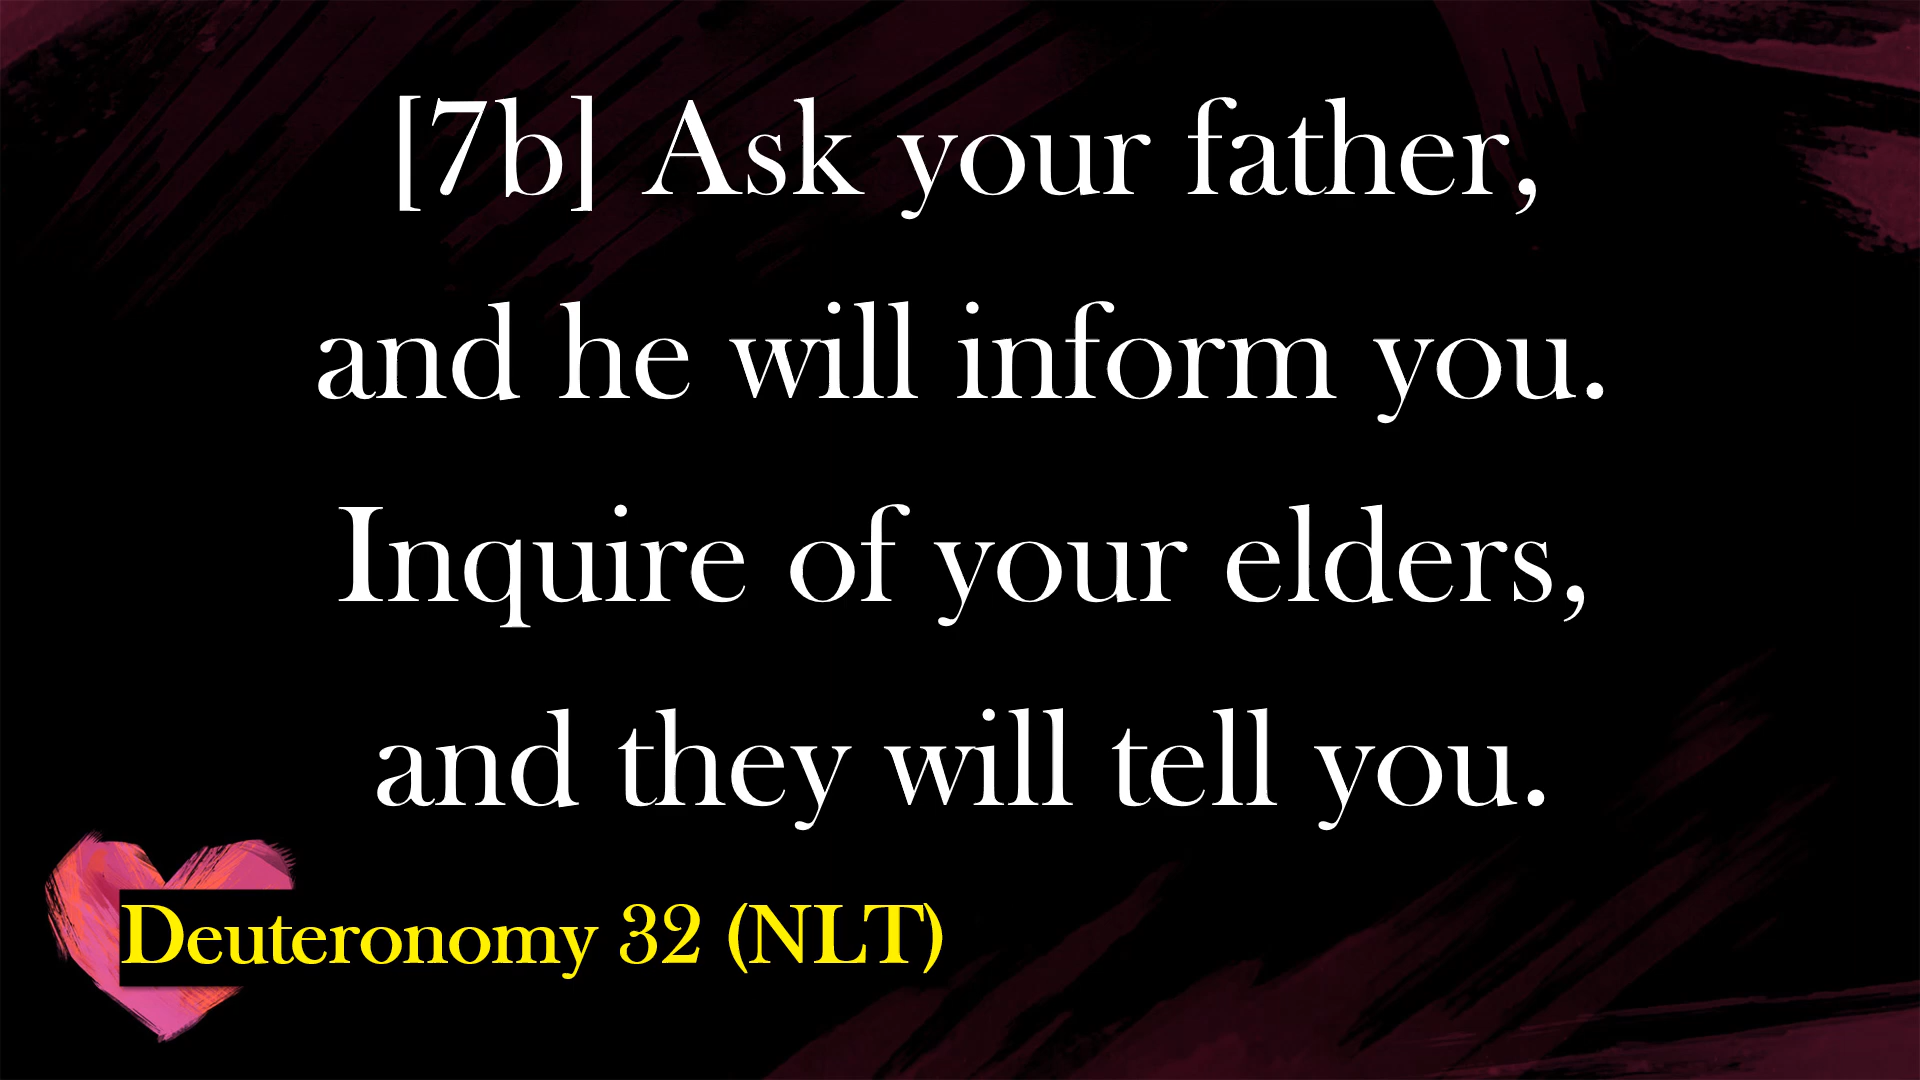 [7b] Ask your father,
and he will inform you.
Inquire of your elders,
and they will tell you.
Deuteronomy 32 (NLT)